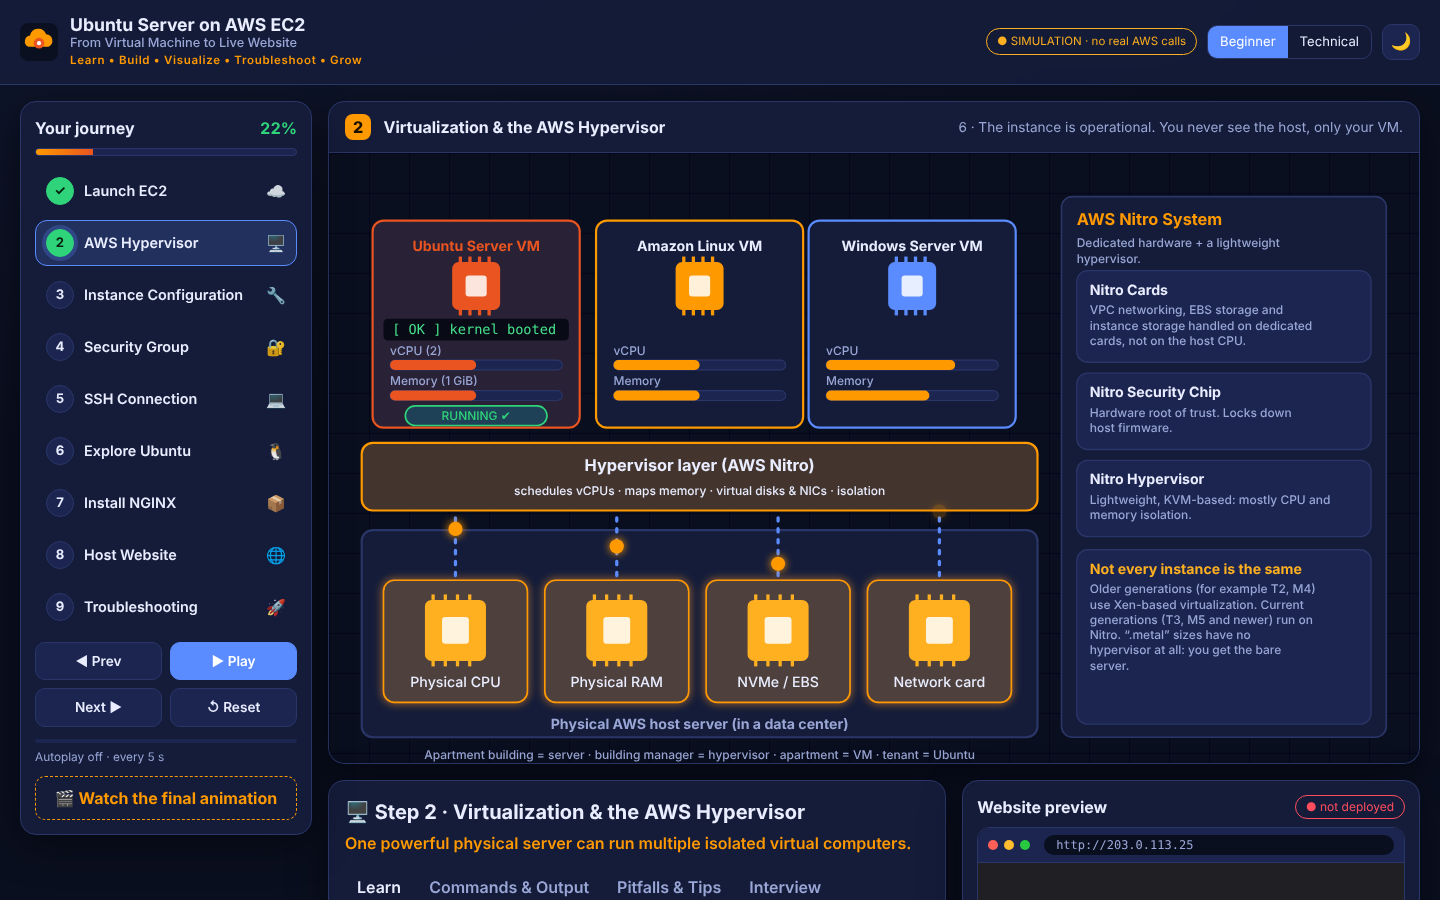 Ubuntu Server on AWS EC2
From Virtual Machine to Live Website
Learn • Build • Visualize • Troubleshoot • Grow
SIMULATION · no real AWS calls
Beginner
Technical
Your journey
22%
Launch EC2
2
AWS Hypervisor
3
Instance Configuration
4
Security Group
5
SSH Connection
6
Explore Ubuntu
7
Install NGINX
8
Host Website
9
Troubleshooting
◀ Prev
▶ Play
Next ▶
↺ Reset
Autoplay off · every 5 s
🎬 Watch the final animation
2
Virtualization & the AWS Hypervisor
6 · The instance is operational. You never see the host, only your VM.
Ubuntu Server VM
[ OK ] kernel booted
vCPU (2)
Memory (1 GiB)
RUNNING ✔
Amazon Linux VM
vCPU
Memory
Windows Server VM
vCPU
Memory
Hypervisor layer (AWS Nitro)
schedules vCPUs · maps memory · virtual disks & NICs · isolation
Physical CPU
Physical RAM
NVMe / EBS
Network card
Physical AWS host server (in a data center)
Apartment building = server · building manager = hypervisor · apartment = VM · tenant = Ubuntu
AWS Nitro System
Dedicated hardware + a lightweight
hypervisor.
Nitro Cards
VPC networking, EBS storage and
instance storage handled on dedicated
cards, not on the host CPU.
Nitro Security Chip
Hardware root of trust. Locks down
host firmware.
Nitro Hypervisor
Lightweight, KVM-based: mostly CPU and
memory isolation.
Not every instance is the same
Older generations (for example T2, M4)
use Xen-based virtualization. Current
generations (T3, M5 and newer) run on
Nitro. “.metal” sizes have no
hypervisor at all: you get the bare
server.
🖥️ Step 2 · Virtualization & the AWS Hypervisor
One powerful physical server can run multiple isolated virtual computers.
Learn
Commands & Output
Pitfalls & Tips
Interview
Website preview
not deployed
http://203.0.113.25